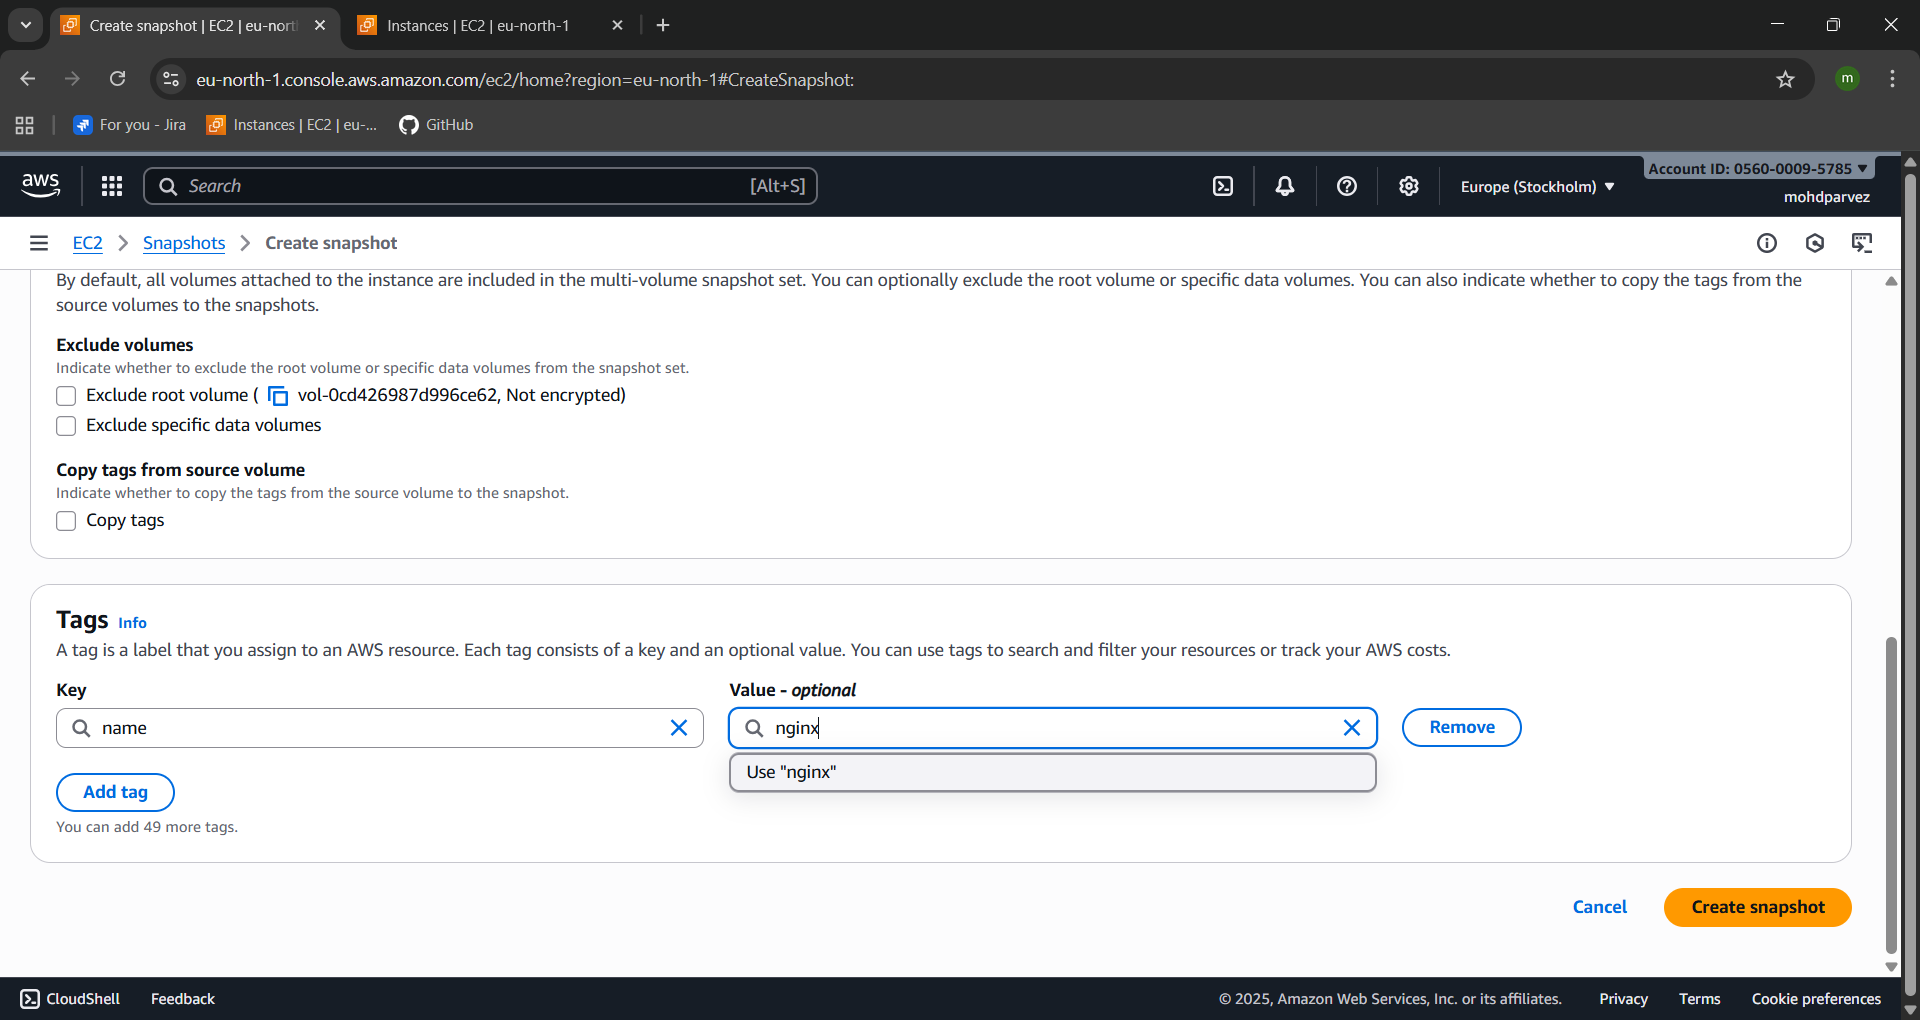 Create snapshot | EC2 | eu-nort
Instances | EC2 | eu-north-1
eu-north-1.console.aws.amazon.com/ec2/home?region=eu-north-1#CreateSnapshot:
m
For you - Jira
Instances | EC2 | eu-...
GitHub
aws
Search
[Alt+S]
Europe (Stockholm)
Account ID: 0560-0009-5785
mohdparvez
EC2
Snapshots
Create snapshot
By default, all volumes attached to the instance are included in the multi-volume snapshot set. You can optionally exclude the root volume or specific data volumes. You can also indicate whether to copy the tags from the
source volumes to the snapshots.
Exclude volumes
Indicate whether to exclude the root volume or specific data volumes from the snapshot set.
Exclude root volume ( vol-0cd426987d996ce62, Not encrypted)
Exclude specific data volumes
Copy tags from source volume
Indicate whether to copy the tags from the source volume to the snapshot.
Copy tags
Tags Info
A tag is a label that you assign to an AWS resource. Each tag consists of a key and an optional value. You can use tags to search and filter your resources or track your AWS costs.
Key
Value - optional
name
nginx
Remove
Use "nginx"
Add tag
You can add 49 more tags.
Cancel
Create snapshot
CloudShell
Feedback
© 2025, Amazon Web Services, Inc. or its affiliates.
Privacy
Terms
Cookie preferences